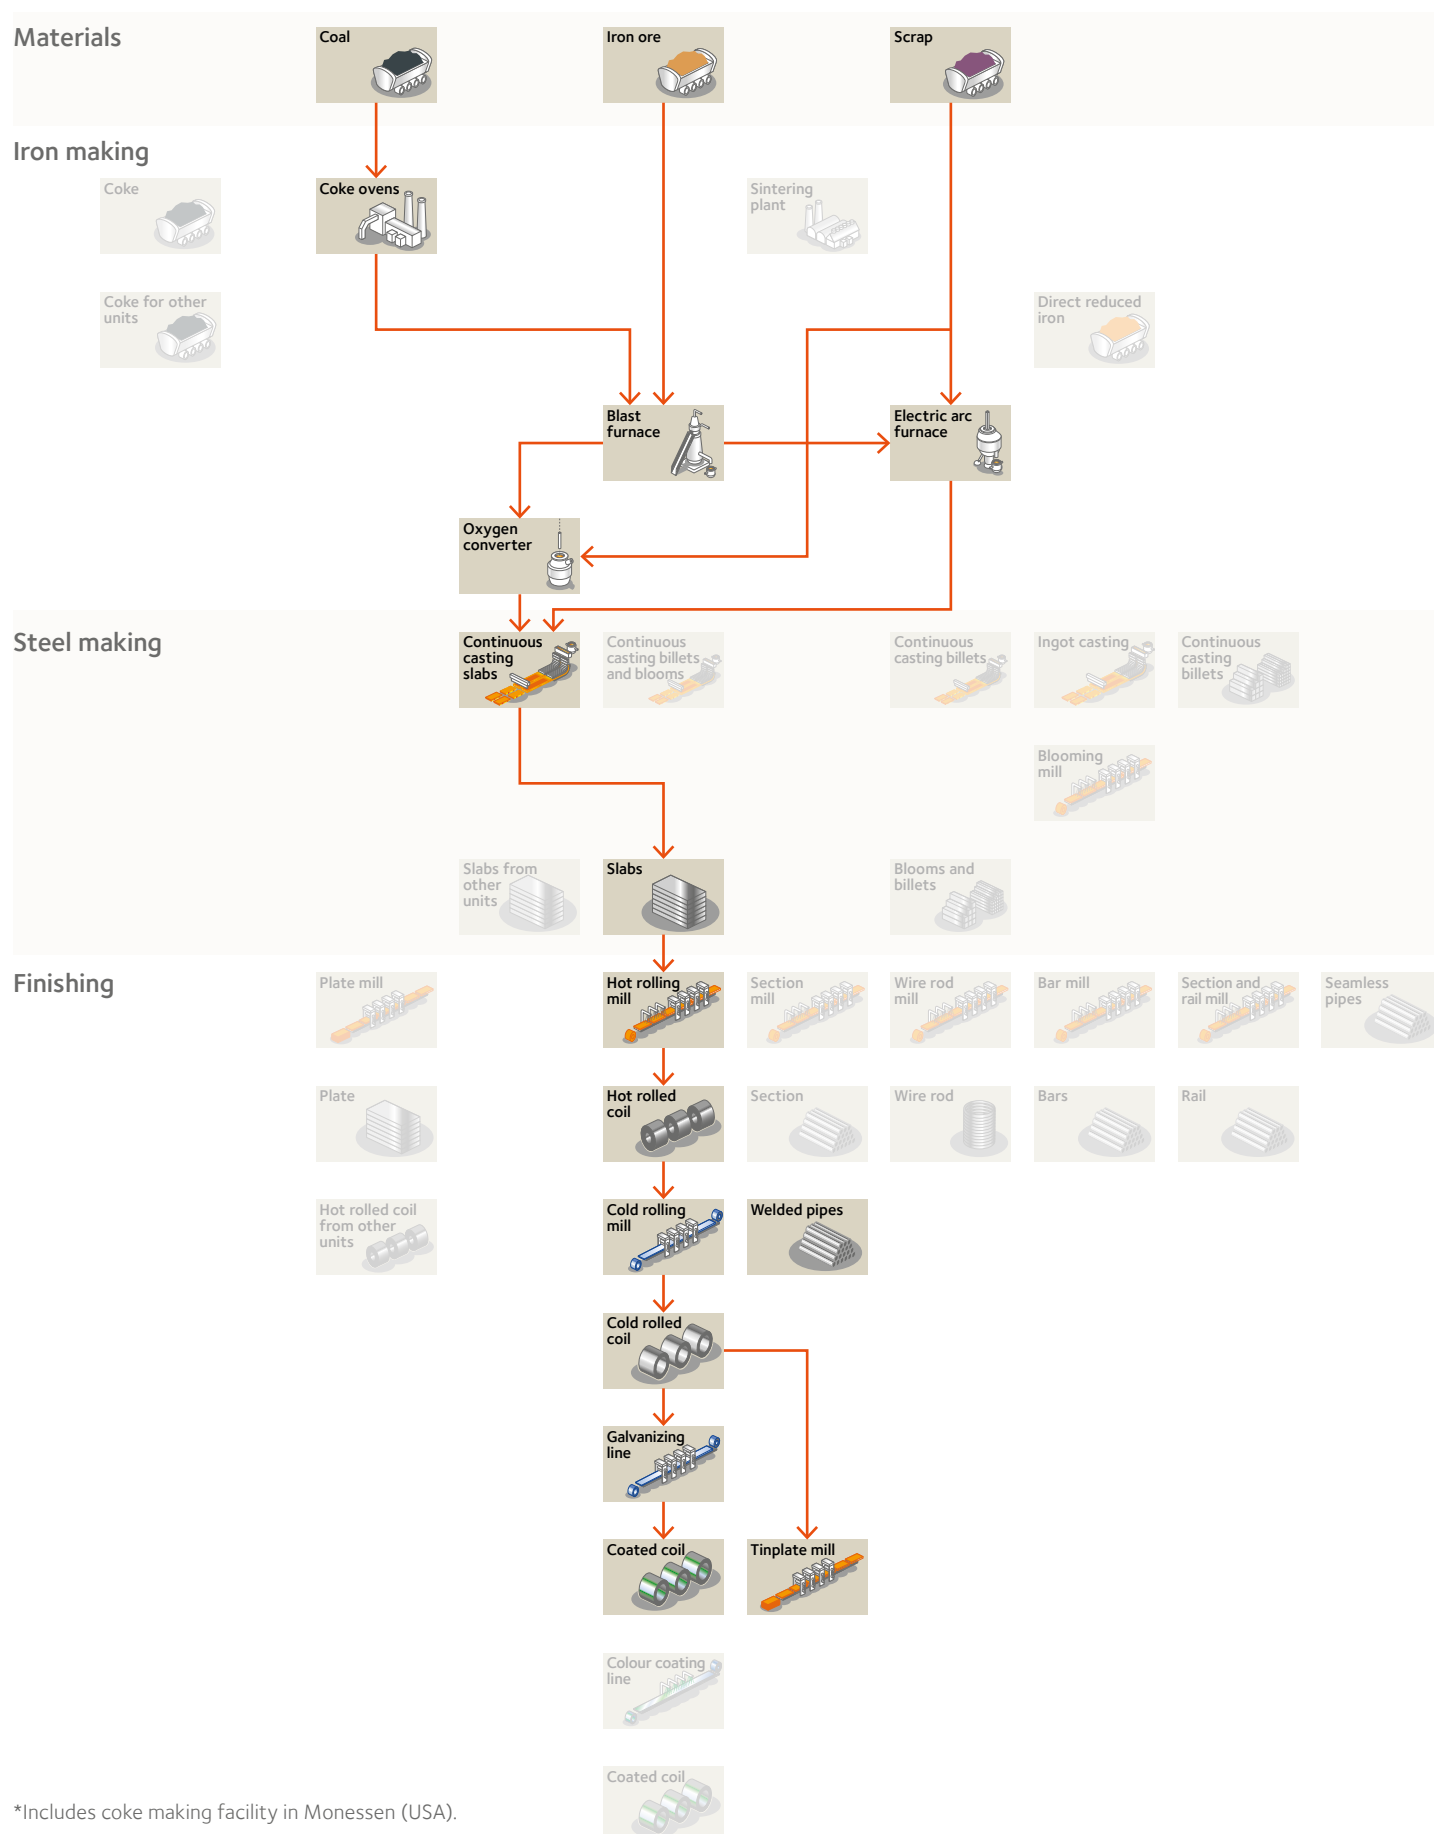 Materials
Coal
Iron ore
Scrap
Iron making
Coke
Coke ovens
Sintering
plant
Coke for other
units
Direct reduced
iron
Blast
furnace
Electric arc
furnace
Oxygen
converter
Steel making
Continuous
casting
slabs
Continuous
casting billets
and blooms
Continuous
casting billets
Ingot casting
Continuous
casting
billets
Blooming
mill
Slabs from
other
units
Slabs
Blooms and
billets
Finishing
Plate mill
Hot rolling
mill
Section
mill
Wire rod
mill
Bar mill
Section and
rail mill
Seamless
pipes
Plate
Hot rolled
coil
Section
Wire rod
Bars
Rail
Hot rolled coil
from other
units
Cold rolling
mill
Welded pipes
Cold rolled
coil
Galvanizing
line
Coated coil
Tinplate mill
Colour coating
line
Coated coil
*Includes coke making facility in Monessen (USA).